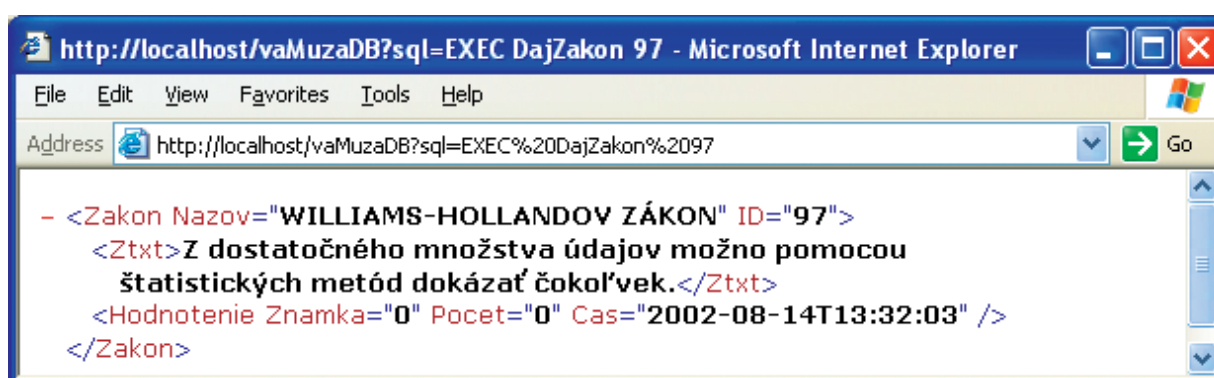 http://localhost/vaMuzaDB?sql=EXEC DajZakon 97 - Microsoft Internet Explorer
File Edit View Favorites Tools Help
Address http://localhost/vaMuzaDB?sql=EXEC%20DajZakon%2097 Go
- <Zakon Nazov="WILLIAMS-HOLLANDOV ZÁKON" ID="97">
<Ztxt>Z dostatočného množstva údajov možno pomocou
štatistických metód dokázať čokoľvek.</Ztxt>
<Hodnotenie Znamka="0" Pocet="0" Cas="2002-08-14T13:32:03" />
</Zakon>